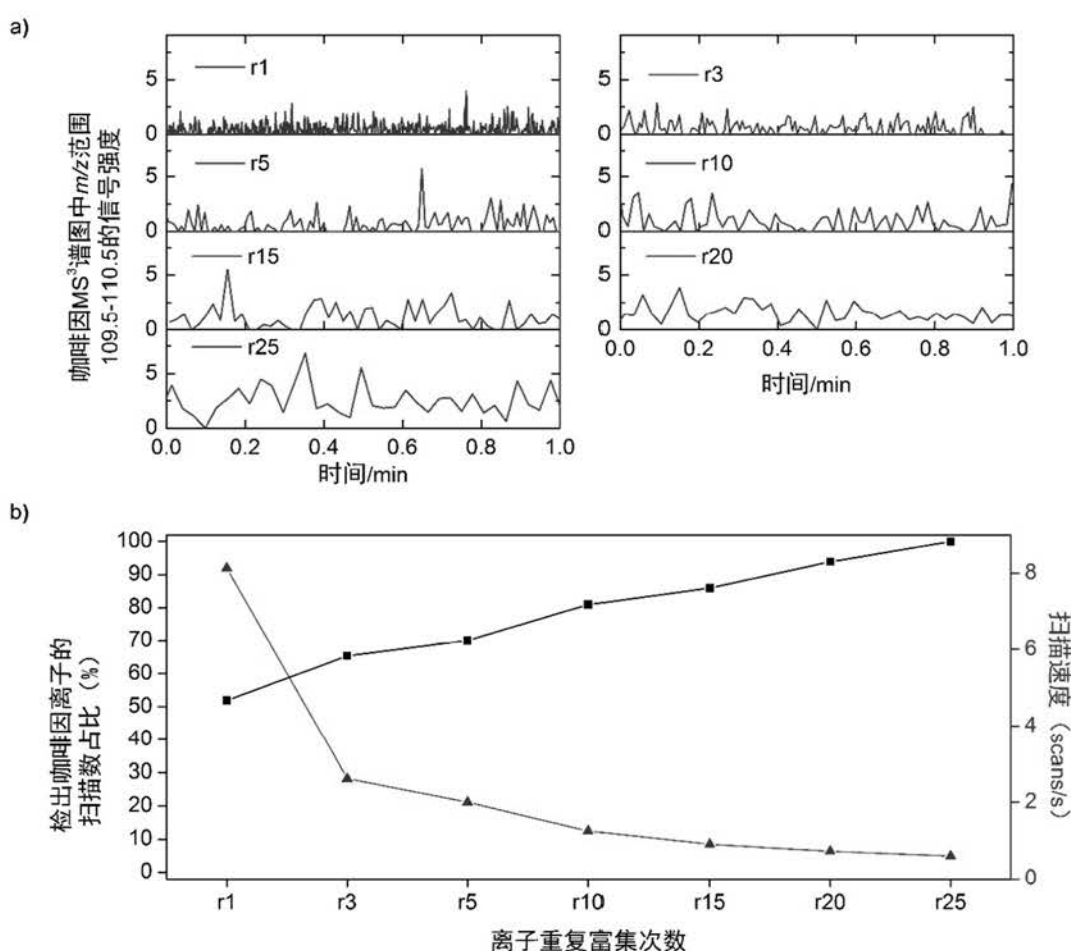 a)
咖啡因MS³谱图中m/z范围
109.5-110.5的信号强度
r1
5
0
r5
5
0
r15
5
0
r25
5
0
0.0 0.2 0.4 0.6 0.8 1.0
时间/min
r3
5
0
r10
5
0
r20
5
0
0.0 0.2 0.4 0.6 0.8 1.0
时间/min
b)
检出咖啡因离子的
扫描数占比（%）
100
90
80
70
60
50
40
30
20
10
0
8
6
4
2
0
扫描速度（scans/s）
r1 r3 r5 r10 r15 r20 r25
离子重复富集次数